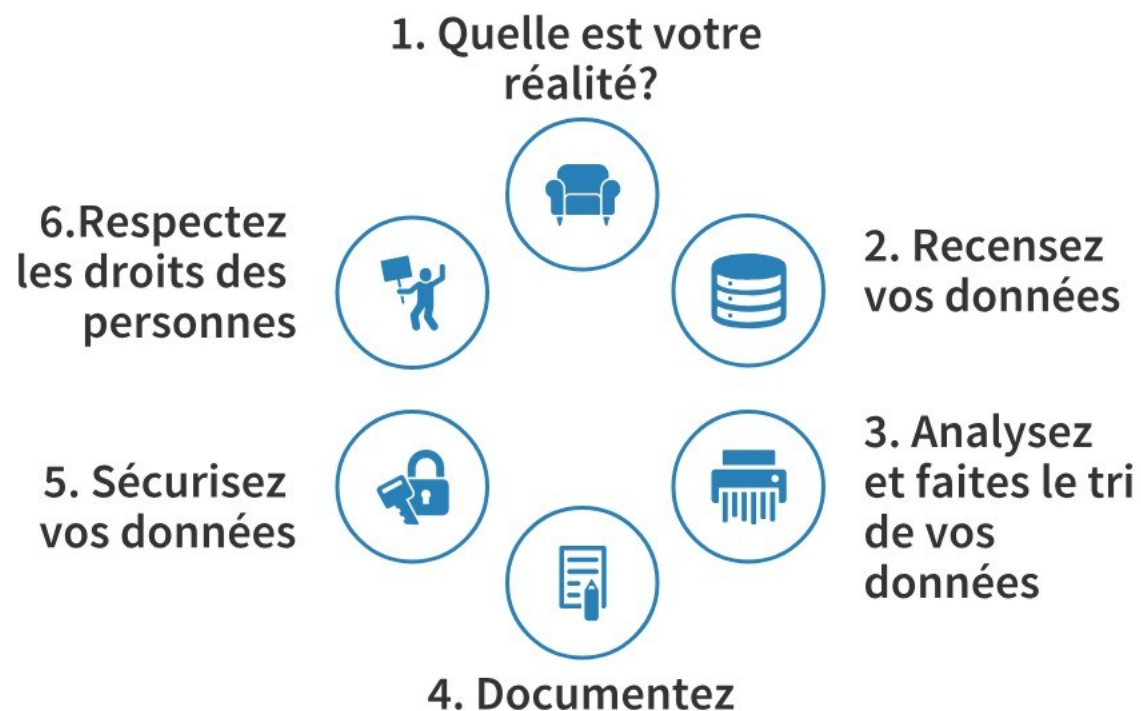 1. Quelle est votre
réalité?
2. Recensez
vos données
3. Analysez
et faites le tri
de vos
données
4. Documentez
5. Sécurisez
vos données
6.Respectez
les droits des
personnes